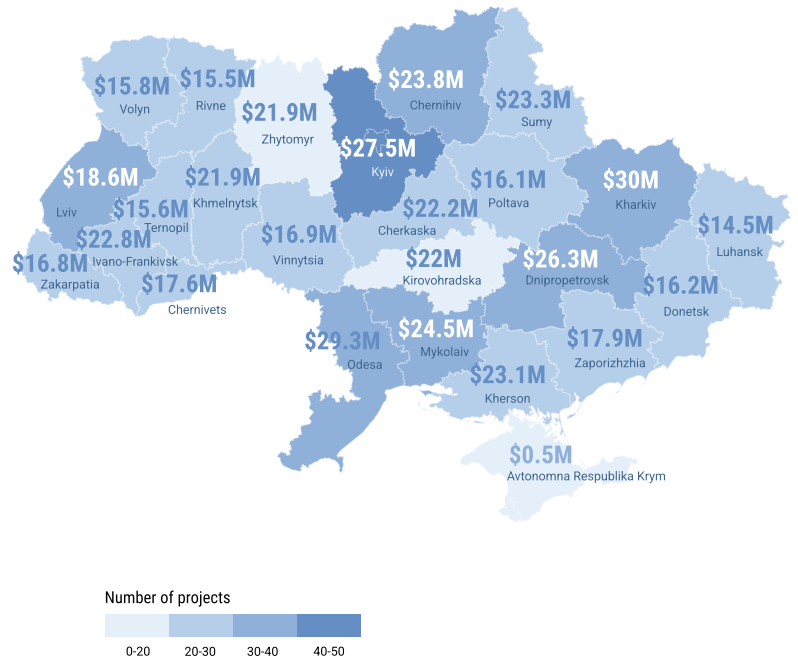 $15.8M
Volyn
$15.5M
Rivne
$21.9M
Zhytomyr
$27.5M
Kyiv
$23.8M
Chernihiv
$23.3M
Sumy
$18.6M
Lviv
$15.6M
Ternopil
$21.9M
Khmelnytsk
$22.2M
Cherkaska
$16.1M
Poltava
$30M
Kharkiv
$14.5M
Luhansk
$16.8M
Zakarpatia
$22.8M
Ivano-Frankivsk
$17.6M
Chernivets
$16.9M
Vinnytsia
$22M
Kirovohradska
$26.3M
Dnipropetrovsk
$16.2M
Donetsk
$29.3M
Odesa
$24.5M
Mykolaiv
$23.1M
Kherson
$17.9M
Zaporizhzhia
$0.5M
Avtonomna Respublika Krym
Number of projects
0-20 20-30 30-40 40-50